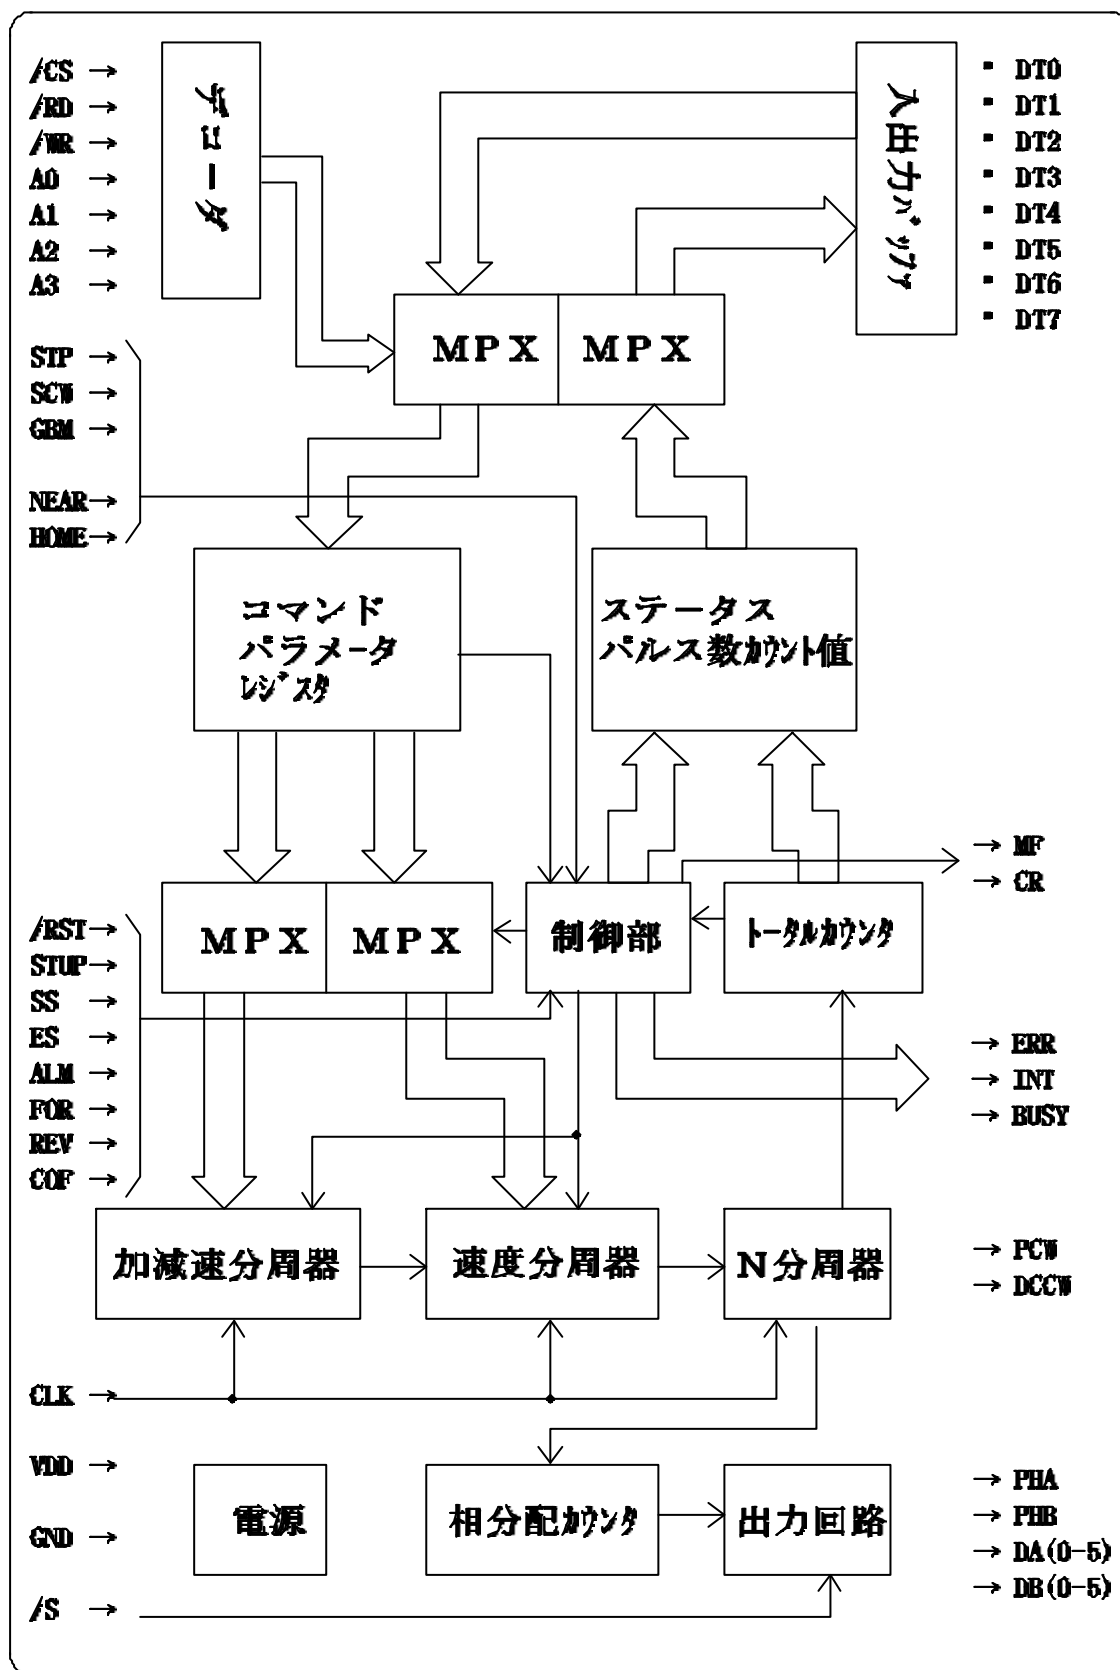 /CS →
/RD →
/WR →
A0 →
A1 →
A2 →
A3 →
デコーダ
入出力バッファ
DT0
DT1
DT2
DT3
DT4
DT5
DT6
DT7
STP →
SCW →
GBM →
NEAR →
HOME →
MPX
MPX
コマンド
パラメータ
レジスタ
ステータス
パルス数カウント値
→ MF
→ CR
/RST →
STUP →
SS →
ES →
ALM →
FOR →
REV →
COF →
MPX
MPX
制御部
トータルカウンタ
→ ERR
→ INT
→ BUSY
加減速分周器
速度分周器
N分周器
→ PCW
→ DCCW
CLK →
VDD →
GND →
/S →
電源
相分配カウンタ
出力回路
→ PHA
→ PHB
→ DA(0-5)
→ DB(0-5)